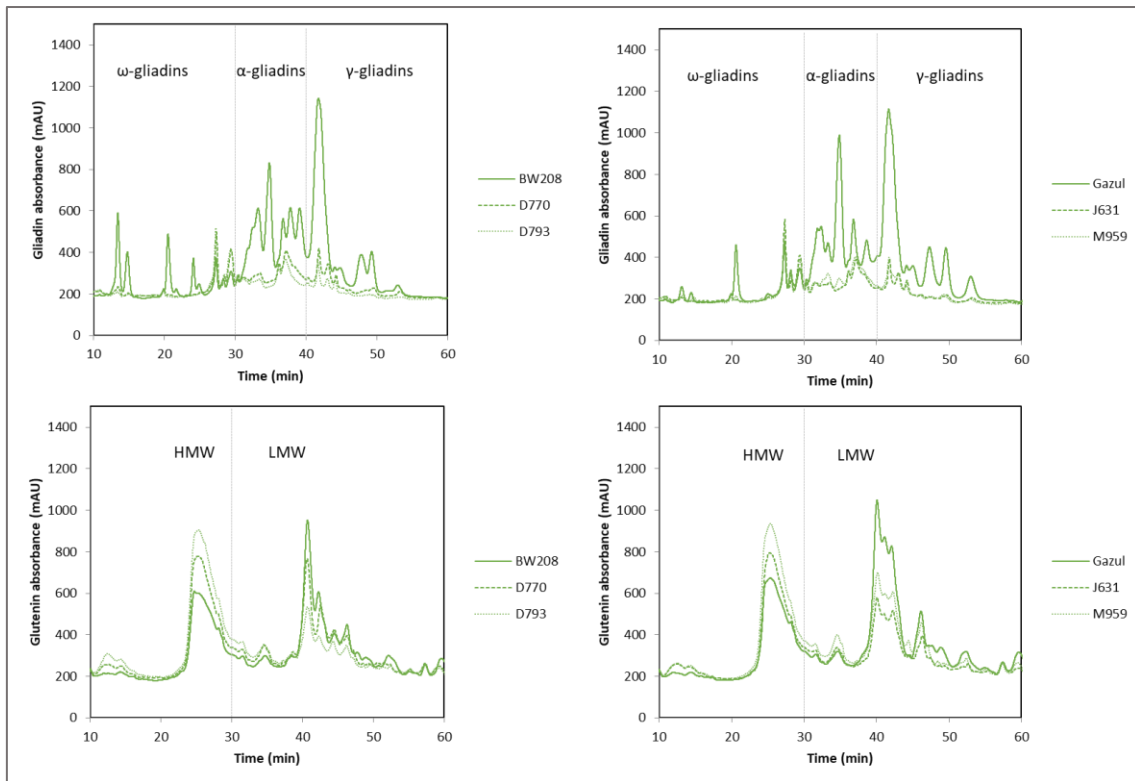 ω-gliadins α-gliadins γ-gliadins
Gliadin absorbance (mAU)
1400
1200
1000
800
600
400
200
0
10 20 30 40 50 60
Time (min)
BW208
D770
D793
ω-gliadins α-gliadins γ-gliadins
Gliadin absorbance (mAU)
1400
1200
1000
800
600
400
200
0
10 20 30 40 50 60
Time (min)
Gazul
J631
M959
HMW LMW
Glutenin absorbance (mAU)
1400
1200
1000
800
600
400
200
0
10 20 30 40 50 60
Time (min)
BW208
D770
D793
HMW LMW
Glutenin absorbance (mAU)
1400
1200
1000
800
600
400
200
0
10 20 30 40 50 60
Time (min)
Gazul
J631
M959